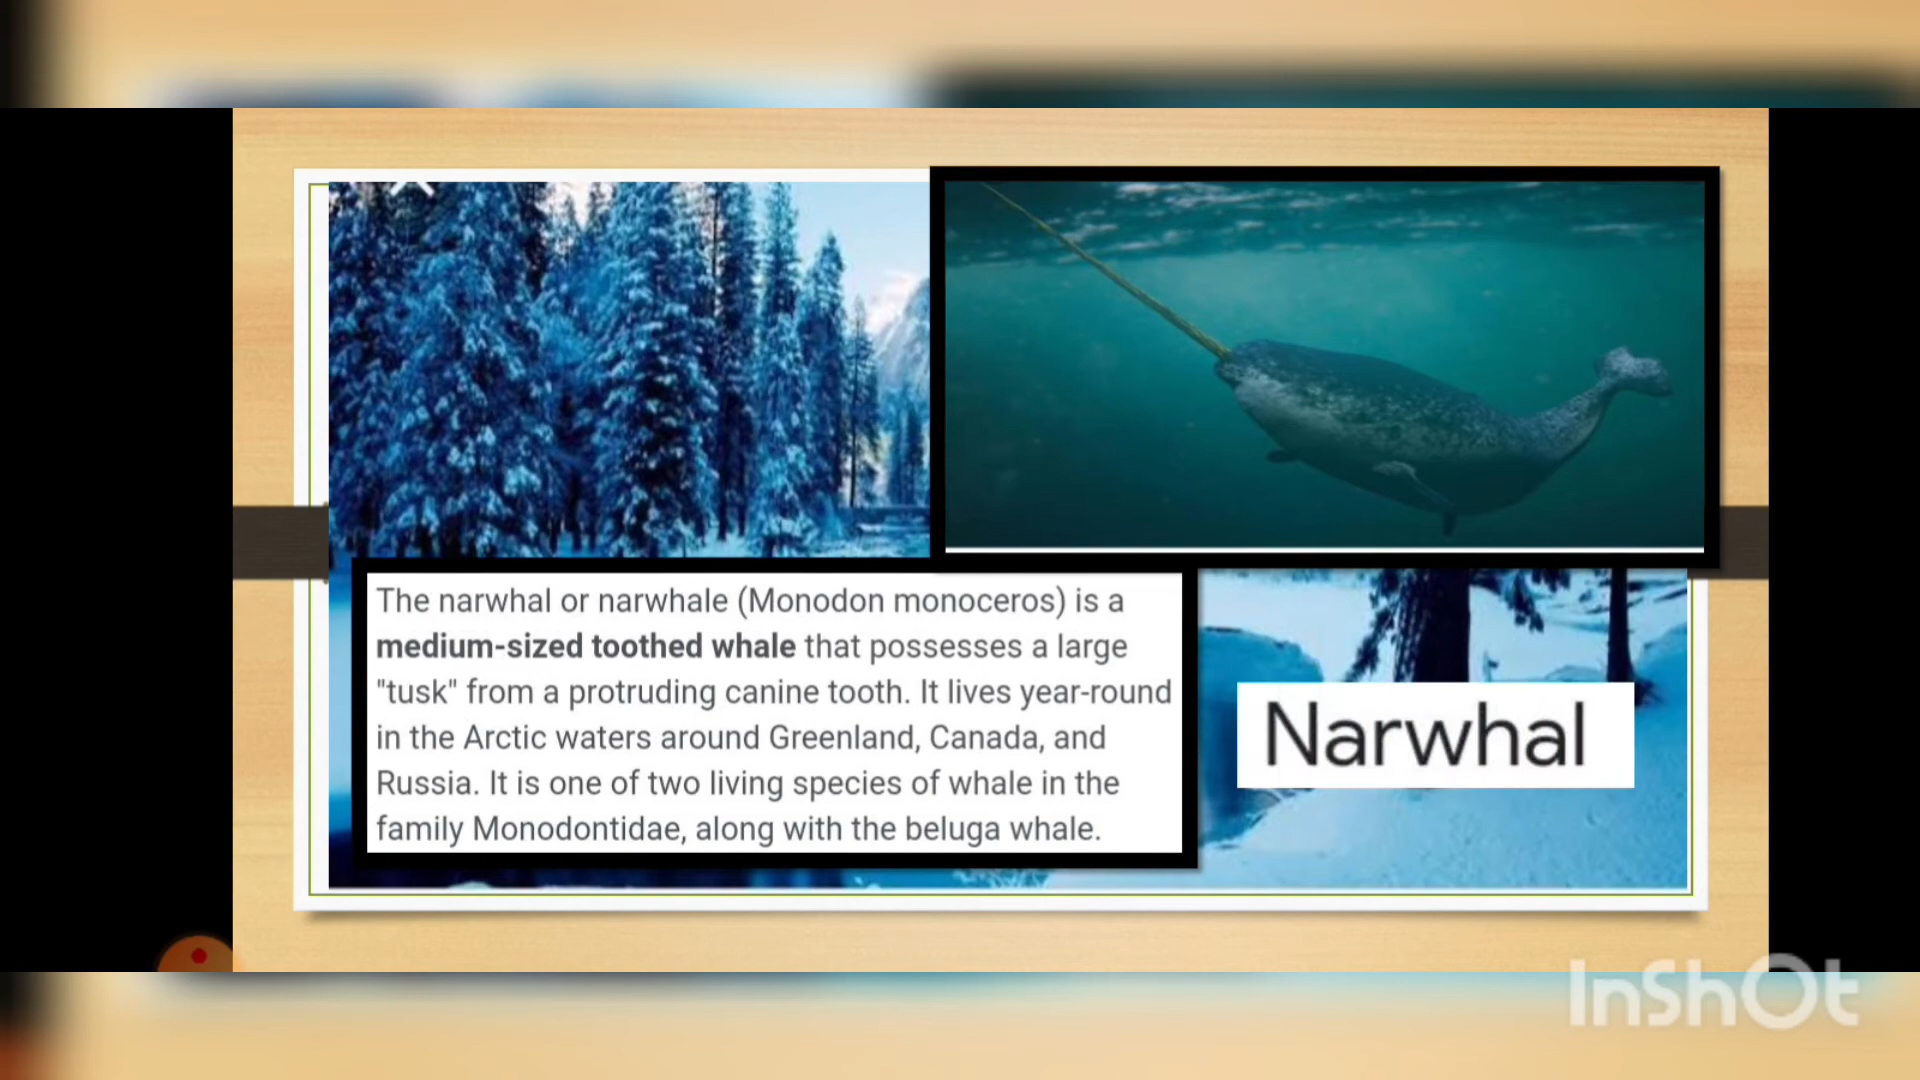 The narwhal or narwhale (Monodon monoceros) is a
medium-sized toothed whale that possesses a large
"tusk" from a protruding canine tooth. It lives year-round
in the Arctic waters around Greenland, Canada, and
Russia. It is one of two living species of whale in the
family Monodontidae, along with the beluga whale.
Narwhal
InShOt